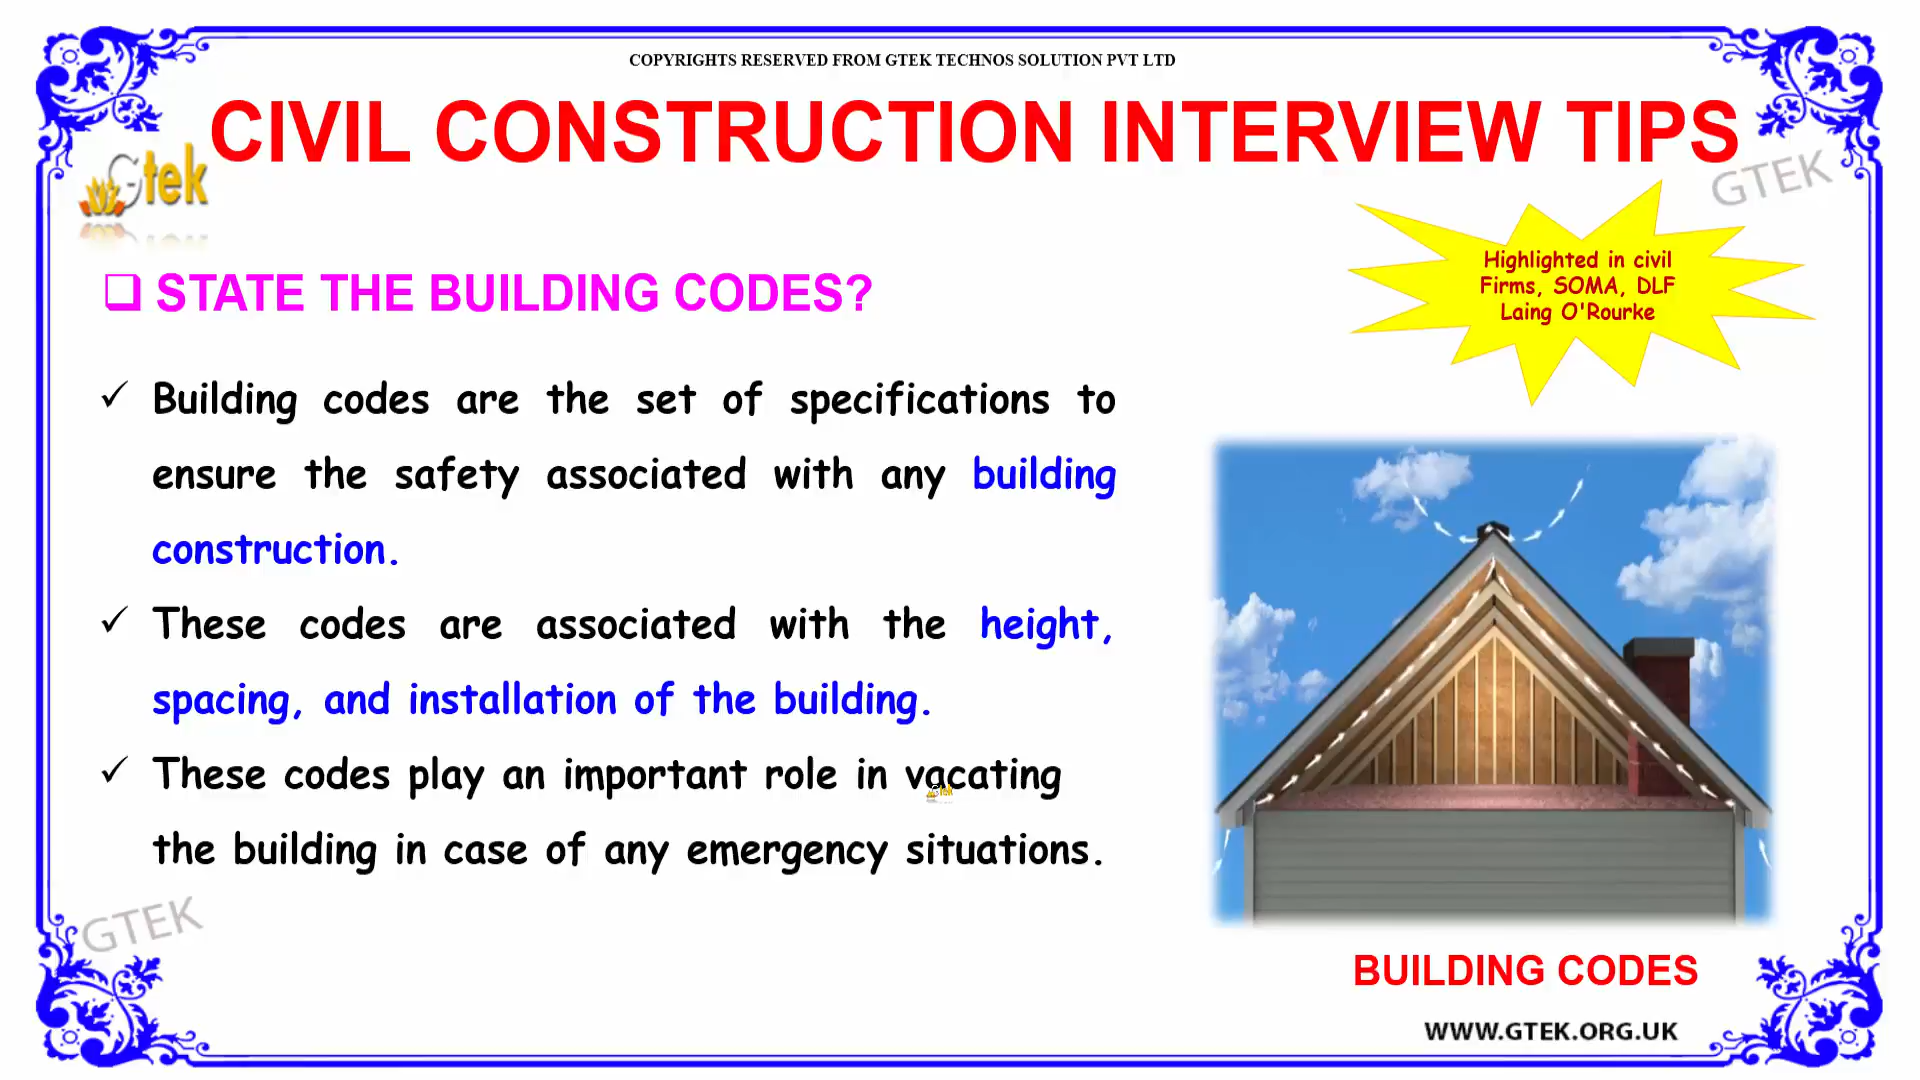 COPYRIGHTS RESERVED FROM GTEK TECHNOS SOLUTION PVT LTD
CIVIL CONSTRUCTION INTERVIEW TIPS
Gtek
GTEK
Highlighted in civil
Firms, SOMA, DLF
Laing O'Rourke
STATE THE BUILDING CODES?
Building codes are the set of specifications to
ensure the safety associated with any building
construction.
These codes are associated with the height,
spacing, and installation of the building.
These codes play an important role in vacating
the building in case of any emergency situations.
GTEK
BUILDING CODES
WWW.GTEK.ORG.UK